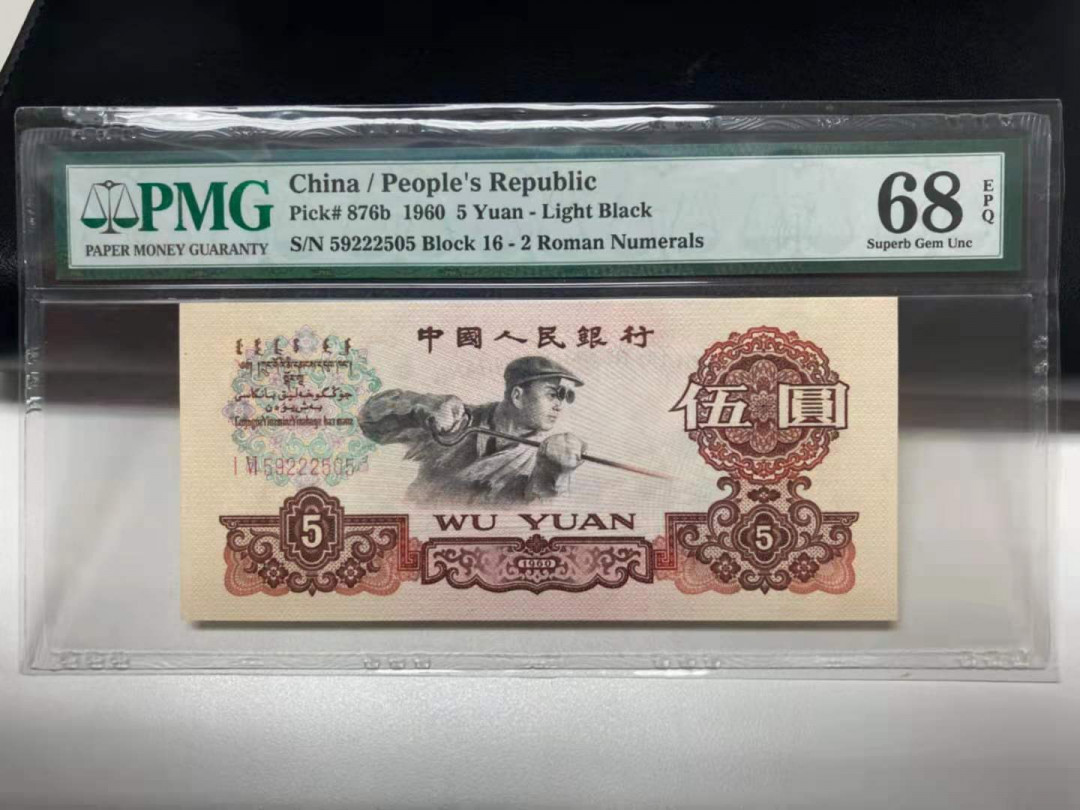 PMG
PAPER MONEY GUARANTY
China / People's Republic
Pick# 876b 1960 5 Yuan - Light Black
S/N 59222505 Block 16 - 2 Roman Numerals
68
EPQ
Superb Gem Unc
中國人民銀行
伍圓
I VI 59222505
5
WU YUAN
5
1960